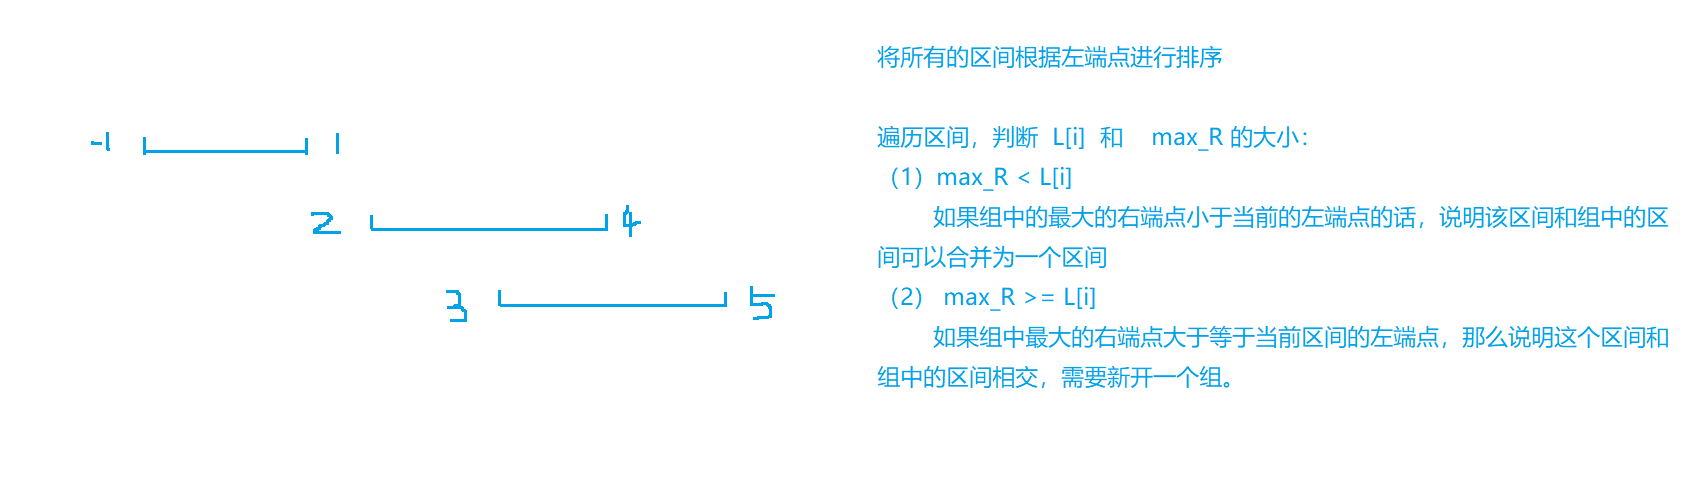 将所有的区间根据左端点进行排序
遍历区间，判断 L[i] 和 max_R 的大小：
（1）max_R < L[i]
如果组中的最大的右端点小于当前的左端点的话，说明该区间和组中的区
间可以合并为一个区间
（2） max_R >= L[i]
如果组中最大的右端点大于等于当前区间的左端点，那么说明这个区间和
组中的区间相交，需要新开一个组。
-1 1
2 4
3 5